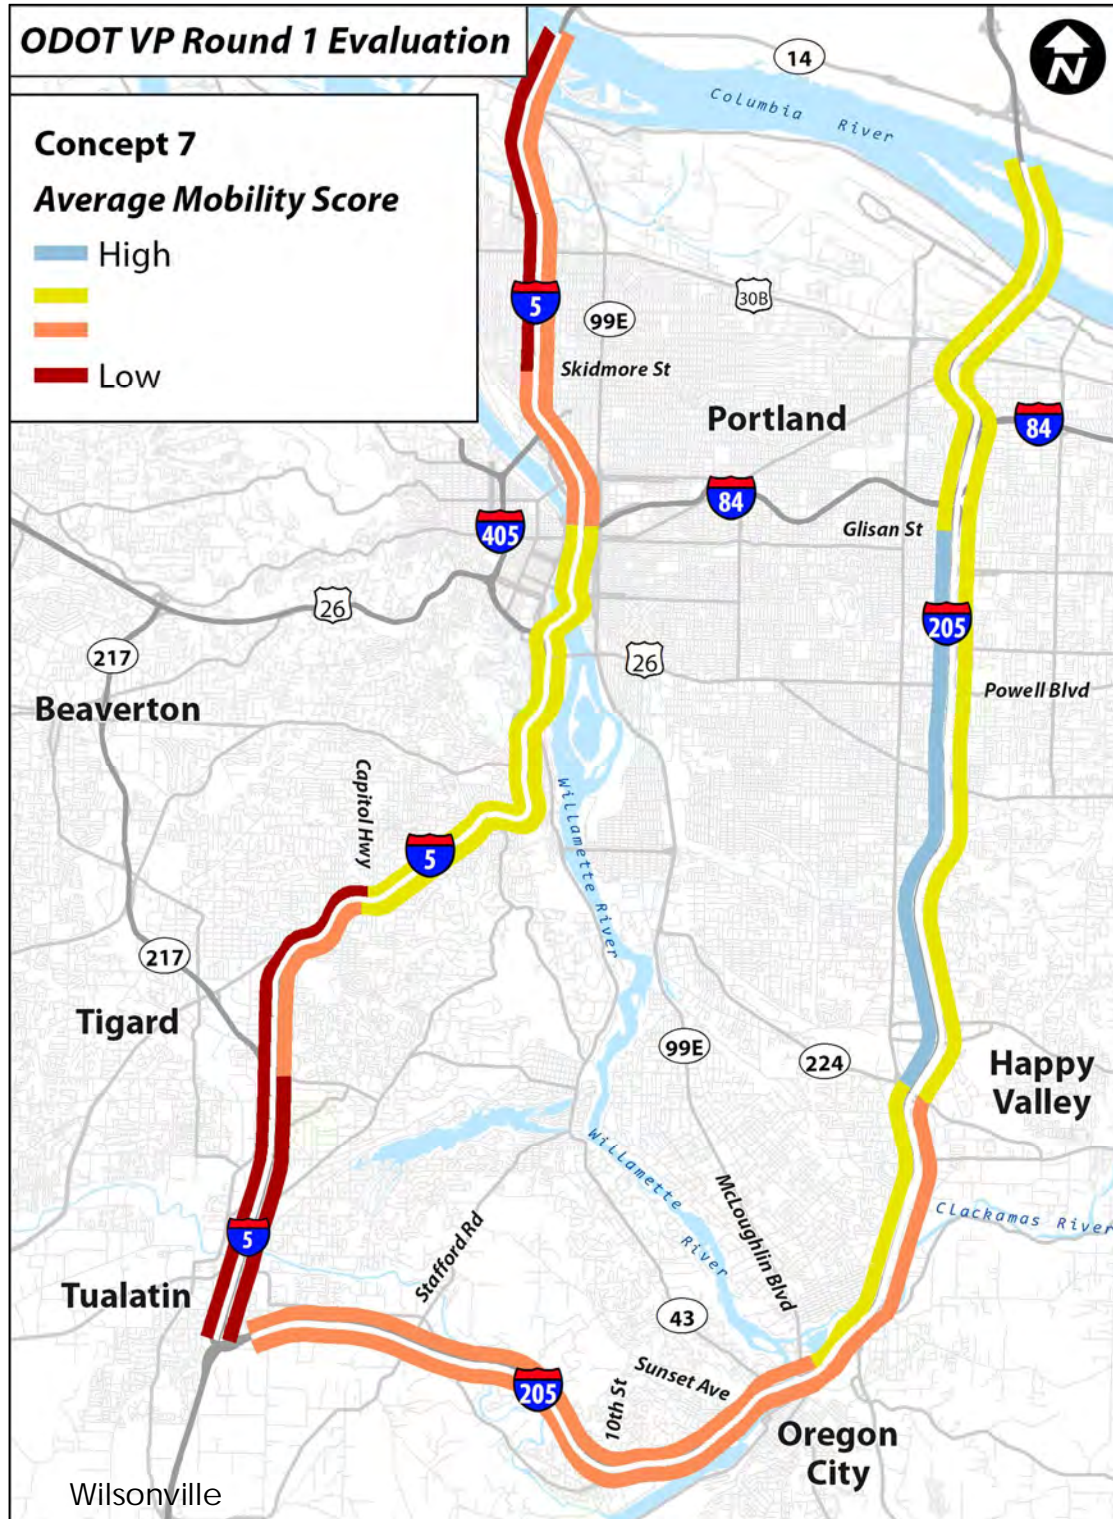 ODOT VP Round 1 Evaluation
N
14
Columbia River
Concept 7
Average Mobility Score
High
Low
5
99E
30B
Skidmore St
Portland
84
84
405
Glisan St
26
205
217
26
Beaverton
Powell Blvd
Capitol Hwy
Willamette River
5
217
Tigard
99E
224
Happy
Valley
Willamette
River
McLoughlin Blvd
Clackamas River
Stafford Rd
5
Tualatin
43
Sunset Ave
205
10th St
Oregon
City
Wilsonville